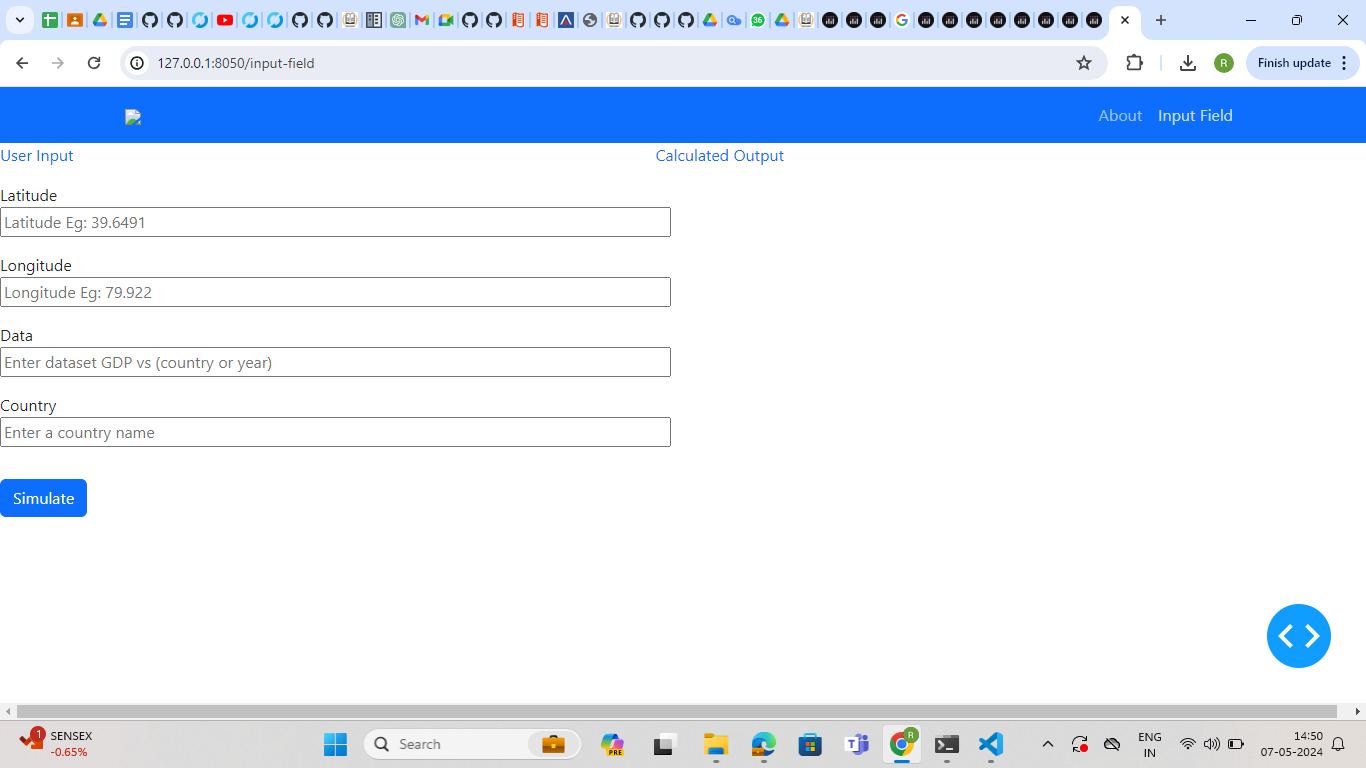 36
127.0.0.1:8050/input-field
R
Finish update
About
Input Field
User Input
Calculated Output
Latitude
Latitude Eg: 39.6491
Longitude
Longitude Eg: 79.922
Data
Enter dataset GDP vs (country or year)
Country
Enter a country name
Simulate
1
SENSEX
-0.65%
Search
PRE
R
ENG
IN
14:50
07-05-2024